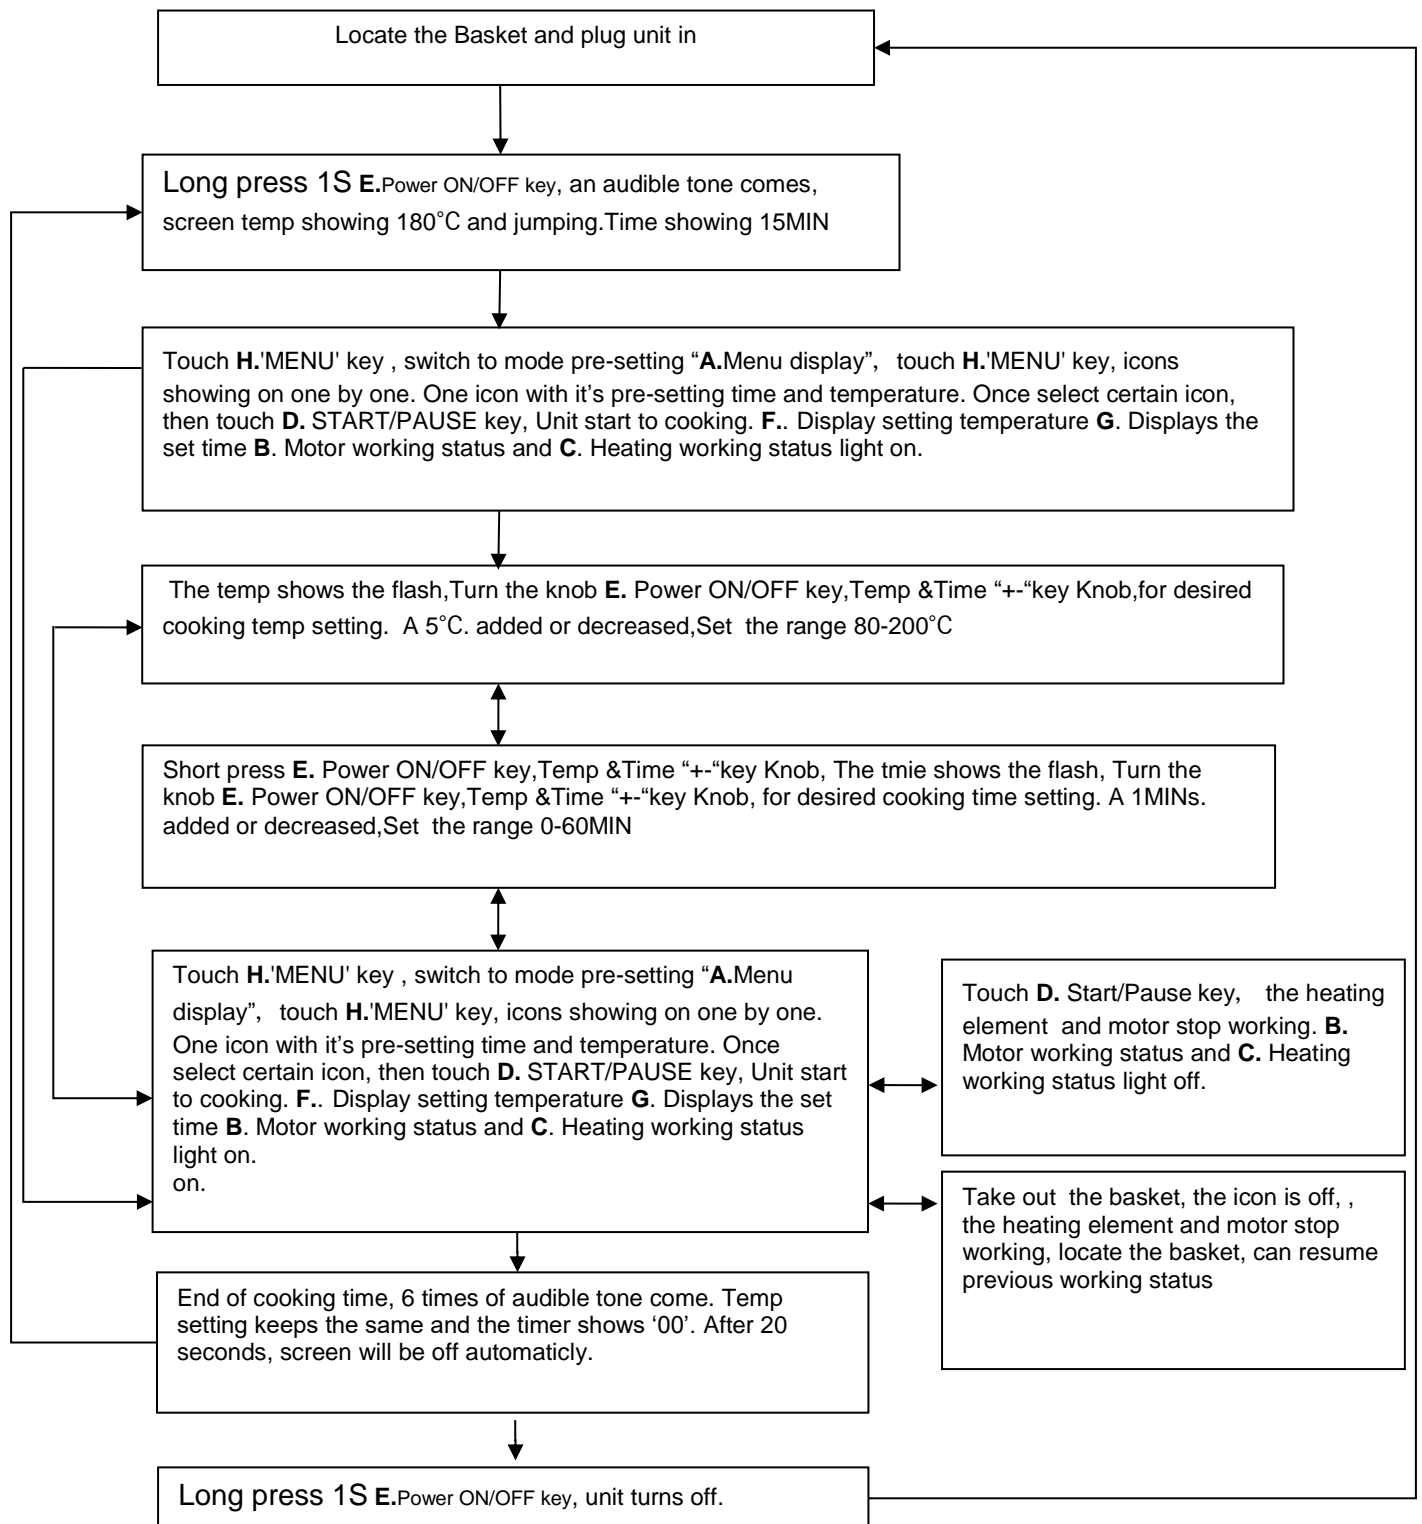 Locate the Basket and plug unit in
Long press 1S E.Power ON/OFF key, an audible tone comes,
screen temp showing 180℃ and jumping.Time showing 15MIN
Touch H.'MENU' key , switch to mode pre-setting “A.Menu display”, touch H.'MENU' key, icons
showing on one by one. One icon with it's pre-setting time and temperature. Once select certain icon,
then touch D. START/PAUSE key, Unit start to cooking. F.. Display setting temperature G. Displays the
set time B. Motor working status and C. Heating working status light on.
The temp shows the flash,Turn the knob E. Power ON/OFF key,Temp &Time “+-“key Knob,for desired
cooking temp setting. A 5℃. added or decreased,Set the range 80-200℃
Short press E. Power ON/OFF key,Temp &Time “+-“key Knob, The tmie shows the flash, Turn the
knob E. Power ON/OFF key,Temp &Time “+-“key Knob, for desired cooking time setting. A 1MINs.
added or decreased,Set the range 0-60MIN
Touch H.'MENU' key , switch to mode pre-setting “A.Menu
display”, touch H.'MENU' key, icons showing on one by one.
One icon with it's pre-setting time and temperature. Once
select certain icon, then touch D. START/PAUSE key, Unit start
to cooking. F.. Display setting temperature G. Displays the set
time B. Motor working status and C. Heating working status
light on.
on.
Touch D. Start/Pause key, the heating
element and motor stop working. B.
Motor working status and C. Heating
working status light off.
Take out the basket, the icon is off, ,
the heating element and motor stop
working, locate the basket, can resume
previous working status
End of cooking time, 6 times of audible tone come. Temp
setting keeps the same and the timer shows ‘00’. After 20
seconds, screen will be off automaticly.
Long press 1S E.Power ON/OFF key, unit turns off.